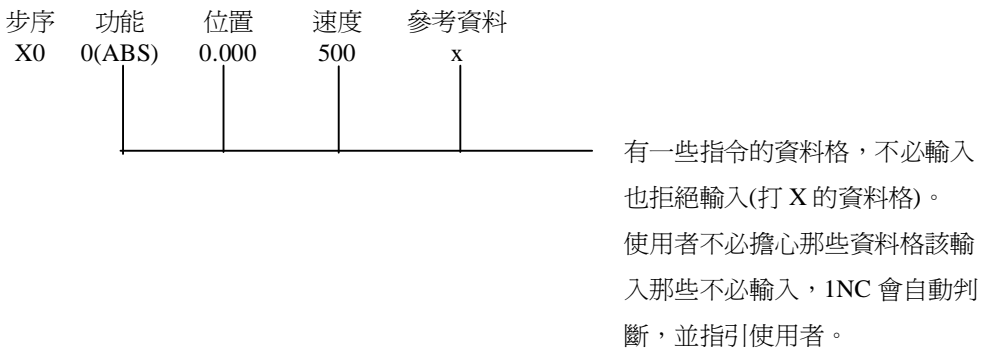 步序 功能 位置 速度 參考資料
X0 0(ABS) 0.000 500 x
有一些指令的資料格，不必輸入
也拒絕輸入(打 X 的資料格)。
使用者不必擔心那些資料格該輸
入那些不必輸入，1NC 會自動判
斷，並指引使用者。